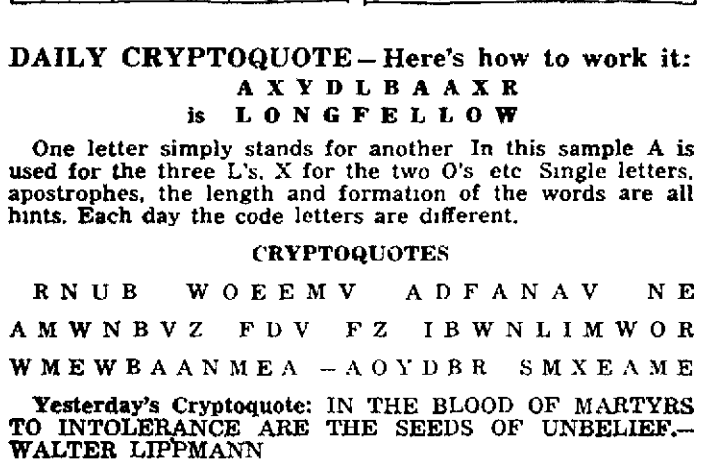 DAILY CRYPTOQUOTE – Here's how to work it:
A X Y D L B A A X R
is L O N G F E L L O W
One letter simply stands for another In this sample A is
used for the three L's, X for the two O's etc Single letters,
apostrophes, the length and formation of the words are all
hints. Each day the code letters are different.
CRYPTOQUOTES
R N U B   W O E E M V   A D F A N A V   N E
A M W N B V Z   F D V   F Z   I B W N L I M W O R
W M E W B A A N M E A   – A O Y D B R   S M X E A M E
Yesterday's Cryptoquote: IN THE BLOOD OF MARTYRS
TO INTOLERANCE ARE THE SEEDS OF UNBELIEF.–
WALTER LIPPMANN